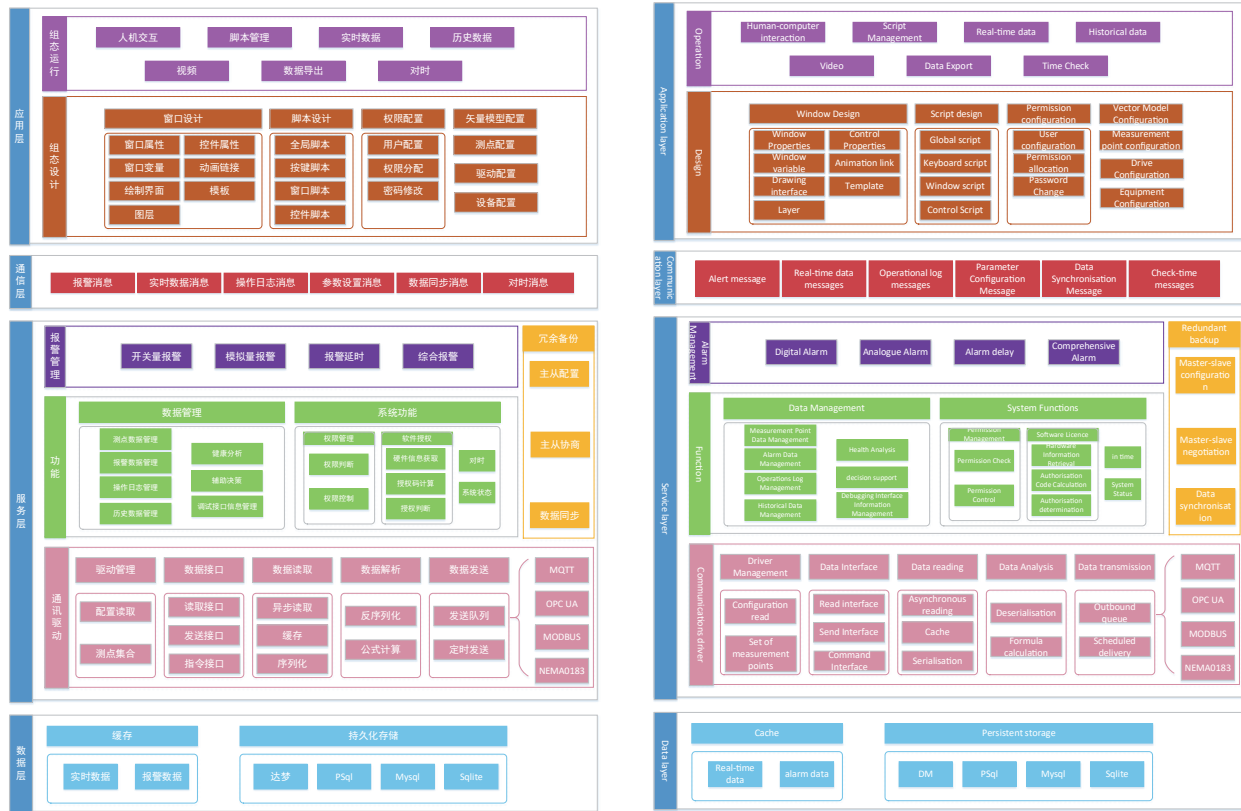 应用层
组态运行
人机交互
脚本管理
实时数据
历史数据
视频
数据导出
对时
组态设计
窗口设计
窗口属性
控件属性
窗口变量
动画链接
绘制界面
模板
图层
脚本设计
全局脚本
按键脚本
窗口脚本
控件脚本
权限配置
用户配置
权限分配
密码修改
矢量模型配置
测点配置
驱动配置
设备配置
通信层
报警消息
实时数据消息
操作日志消息
参数设置消息
数据同步消息
对时消息
服务层
报警管理
开关量报警
模拟量报警
报警延时
综合报警
冗余备份
主从配置
主从协商
数据同步
功能
数据管理
测点数据管理
报警数据管理
操作日志管理
历史数据管理
健康分析
辅助决策
调试接口信息管理
系统功能
权限管理
权限判断
权限控制
软件授权
硬件信息获取
授权码计算
授权判断
对时
系统状态
通讯驱动
驱动管理
配置读取
测点集合
数据接口
读取接口
发送接口
指令接口
数据读取
异步读取
缓存
序列化
数据解析
反序列化
公式计算
数据发送
发送队列
定时发送
MQTT
OPC UA
MODBUS
NEMA0183
数据层
缓存
实时数据
报警数据
持久化存储
达梦
PSql
Mysql
Sqlite
Application layer
Operation
Human-computer
interaction
Script
Management
Real-time data
Historical data
Video
Data Export
Time Check
Design
Window Design
Window
Properties
Control
Properties
Window
variable
Animation link
Drawing
interface
Template
Layer
Script design
Global script
Keyboard script
Window script
Control Script
Permission
configuration
User
configuration
Permission
allocation
Password
Change
Vector Model
Configuration
Measurement
point configuration
Drive
Configuration
Equipment
Configuration
Communic
ation layer
Alert message
Real-time data
messages
Operational log
messages
Parameter
Configuration
Message
Data
Synchronisation
Message
Check-time
messages
Service layer
Alarm
Management
Digital Alarm
Analogue Alarm
Alarm delay
Comprehensive
Alarm
Redundant
backup
Master-slave
configuratio
n
Master-slave
negotiation
Data
synchronisat
ion
Function
Data Management
Measurement Point
Data Management
Alarm Data
Management
Operations Log
Management
Historical Data
Management
Health Analysis
decision support
Debugging Interface
Information
Management
System Functions
Permission
Management
Permission Check
Permission
Control
Software Licence
Hardware
Information
Retrieval
Authorisation
Code Calculation
Authorisation
determination
in time
System
Status
Communications driver
Driver
Management
Configuration
read
Set of
measurement
points
Data Interface
Read interface
Send Interface
Command
Interface
Data reading
Asynchronous
reading
Cache
Serialisation
Data Analysis
Deserialisation
Formula
calculation
Data transmission
Outbound
queue
Scheduled
delivery
MQTT
OPC UA
MODBUS
NEMA0183
Data layer
Cache
Real-time
data
alarm data
Persistent storage
DM
PSql
Mysql
Sqlite